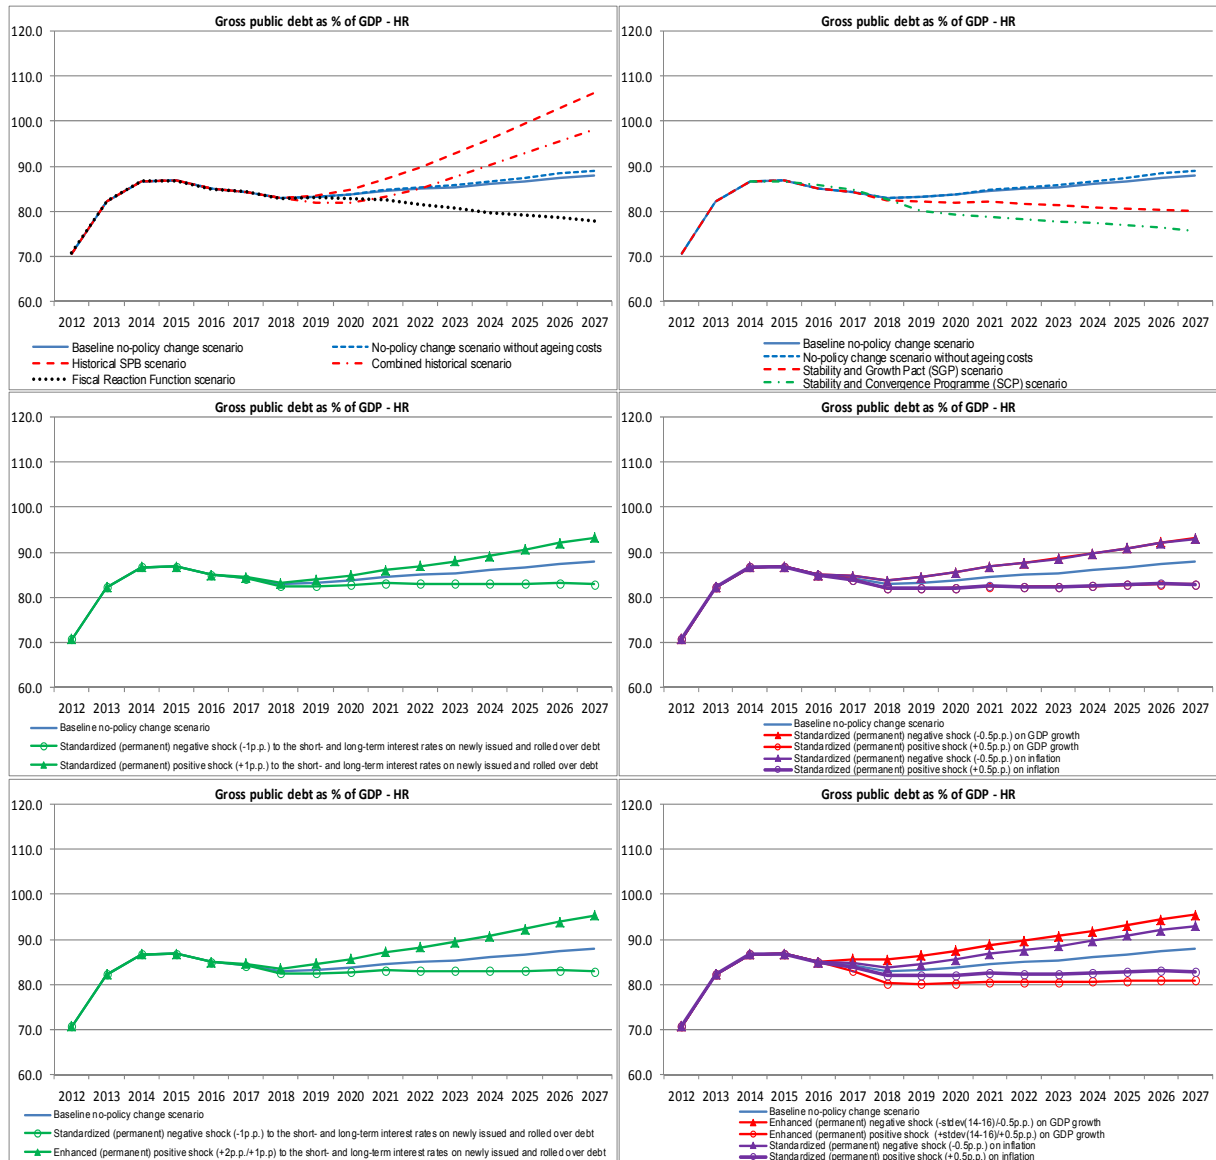 Gross public debt as % of GDP - HR
120.0
110.0
100.0
90.0
80.0
70.0
60.0
2012 2013 2014 2015 2016 2017 2018 2019 2020 2021 2022 2023 2024 2025 2026 2027
Baseline no-policy change scenario
No-policy change scenario without ageing costs
Historical SPB scenario
Combined historical scenario
Fiscal Reaction Function scenario
Gross public debt as % of GDP - HR
120.0
110.0
100.0
90.0
80.0
70.0
60.0
2012 2013 2014 2015 2016 2017 2018 2019 2020 2021 2022 2023 2024 2025 2026 2027
Baseline no-policy change scenario
No-policy change scenario without ageing costs
Stability and Growth Pact (SGP) scenario
Stability and Convergence Programme (SCP) scenario
Gross public debt as % of GDP - HR
120.0
110.0
100.0
90.0
80.0
70.0
60.0
2012 2013 2014 2015 2016 2017 2018 2019 2020 2021 2022 2023 2024 2025 2026 2027
Baseline no-policy change scenario
Standardized (permanent) negative shock (-1p.p.) to the short- and long-term interest rates on newly issued and rolled over debt
Standardized (permanent) positive shock (+1p.p.) to the short- and long-term interest rates on newly issued and rolled over debt
Gross public debt as % of GDP - HR
120.0
110.0
100.0
90.0
80.0
70.0
60.0
2012 2013 2014 2015 2016 2017 2018 2019 2020 2021 2022 2023 2024 2025 2026 2027
Baseline no-policy change scenario
Standardized (permanent) negative shock (-0.5p.p.) on GDP growth
Standardized (permanent) positive shock (+0.5p.p.) on GDP growth
Standardized (permanent) negative shock (-0.5p.p.) on inflation
Standardized (permanent) positive shock (+0.5p.p.) on inflation
Gross public debt as % of GDP - HR
120.0
110.0
100.0
90.0
80.0
70.0
60.0
2012 2013 2014 2015 2016 2017 2018 2019 2020 2021 2022 2023 2024 2025 2026 2027
Baseline no-policy change scenario
Standardized (permanent) negative shock (-1p.p.) to the short- and long-term interest rates on newly issued and rolled over debt
Enhanced (permanent) positive shock (+2p.p./+1p.p) to the short- and long-term interest rates on newly issued and rolled over debt
Gross public debt as % of GDP - HR
120.0
110.0
100.0
90.0
80.0
70.0
60.0
2012 2013 2014 2015 2016 2017 2018 2019 2020 2021 2022 2023 2024 2025 2026 2027
Baseline no-policy change scenario
Enhanced (permanent) negative shock (-stdev(14-16)/-0.5p.p.) on GDP growth
Enhanced (permanent) positive shock (+stdev(14-16)/+0.5p.p.) on GDP growth
Standardized (permanent) negative shock (-0.5p.p.) on inflation
Standardized (permanent) positive shock (+0.5p.p.) on inflation